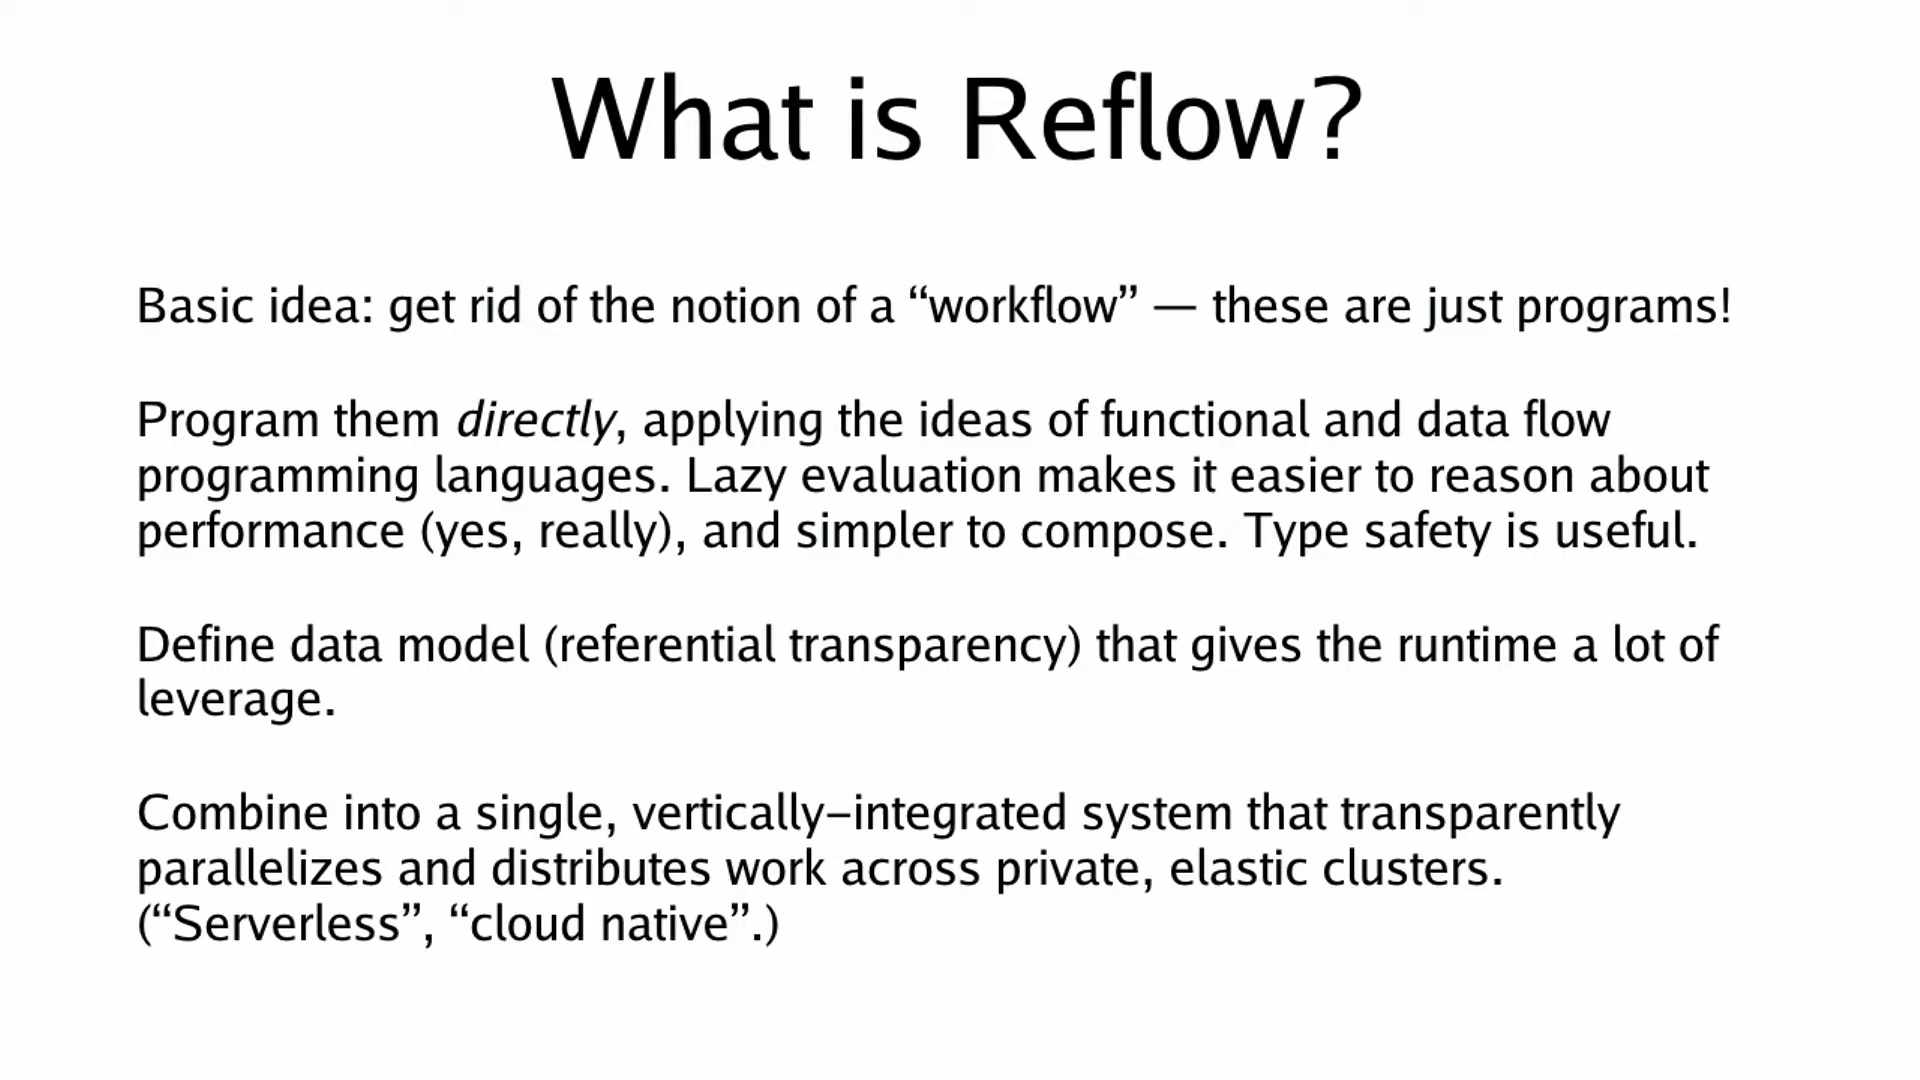 What is Reflow?
Basic idea: get rid of the notion of a “workflow” — these are just programs!
Program them directly, applying the ideas of functional and data flow
programming languages. Lazy evaluation makes it easier to reason about
performance (yes, really), and simpler to compose. Type safety is useful.
Define data model (referential transparency) that gives the runtime a lot of
leverage.
Combine into a single, vertically–integrated system that transparently
parallelizes and distributes work across private, elastic clusters.
(“Serverless”, “cloud native”.)